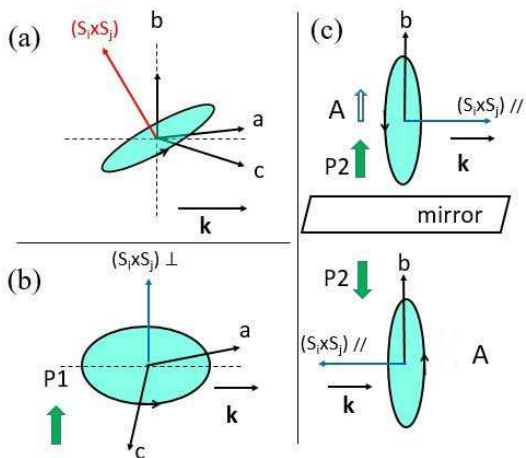 (a)
b
(SᵢxSⱼ)
a
c
k
(b)
(SᵢxSⱼ) ⊥
a
P1
k
c
(c)
b
A
(SᵢxSⱼ) //
P2
k
mirror
P2
b
(SᵢxSⱼ) //
A
k